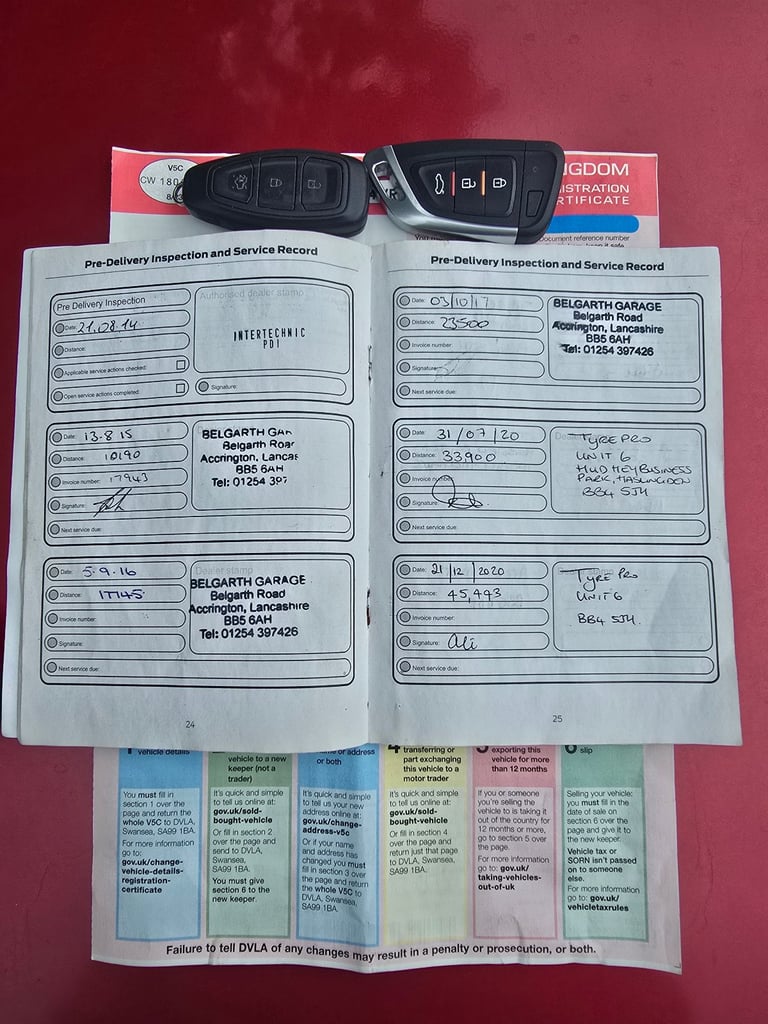 V5C
CW 180
NGDOM
ISTRATION
RTIFICATE
Document reference number
Pre-Delivery Inspection and Service Record
Pre Delivery Inspection
Authorised dealer stamp
Date: 21.08.14
Distance:
INTERTECHNIC
PDI
Applicable service actions checked:
Open service actions completed:
Signature:
Date: 13.8 15
Distance: 10190
Invoice number: 17943
Signature:
Next service due:
BELGARTH GAR
Belgarth Roa
Accrington, Lancas
BB5 6AH
Tel: 01254 397
Date: 5.9.16
Distance: 17745
Invoice number:
Signature:
Next service due:
Dealer stamp
BELGARTH GARAGE
Belgarth Road
Accrington, Lancashire
BB5 6AH
Tel: 01254 397426
24
Pre-Delivery Inspection and Service Record
Date: 03/10/17
Distance: 23500
Invoice number:
Signature:
Next service due:
BELGARTH GARAGE
Belgarth Road
Accrington, Lancashire
BB5 6AH
Tel: 01254 397426
Date: 31/07/20
Distance: 33,900
Invoice number:
Signature:
Next service due:
TYRE PRO
UNIT 6
HUD HEY BUSINESS
PARK, HASLINGDEN
BB4 5JH
Date: 21/12/2020
Distance: 45,493
Invoice number:
Signature: Ali
Next service due:
TYRE PRO
UNIT 6
BB4 5JH.
25
vehicle details
You must fill in
section 1 over the
page and return the
whole V5C to DVLA,
Swansea, SA99 1BA.
For more information
go to:
gov.uk/change-
vehicle-details-
registration-
certificate
vehicle to a new
keeper (not a
trader)
It's quick and simple
to tell us online at:
gov.uk/sold-
bought-vehicle
Or fill in section 2
over the page and
send to DVLA,
Swansea,
SA99 1BA.
You must give
section 6 to the
new keeper.
name or address
or both
It's quick and simple
to tell us your new
address online at:
gov.uk/change-
address-v5c
Or if your name
and address has
changed you must
fill in section 3 over
the page and return
the whole V5C to
DVLA, Swansea,
SA99 1BA.
4
transferring or
part exchanging
this vehicle to a
motor trader
It's quick and simple
to tell us online at:
gov.uk/sold-
bought-vehicle
Or fill in section 4
over the page and
return just that page
to DVLA, Swansea,
SA99 1BA.
exporting this
vehicle for more
than 12 months
If you or someone
you're selling the
vehicle to is taking it
out of the country for
12 months or more,
go to section 5 over
the page.
For more information
go to: gov.uk/
taking-vehicles-
out-of-uk
slip
Selling your vehicle:
you must fill in the
date of sale on
section 6 over the
page and give it to
the new keeper.
Vehicle tax or
SORN isn't passed
on to someone
else.
For more information
go to: gov.uk/
vehicletaxrules
Failure to tell DVLA of any changes may result in a penalty or prosecution, or both.